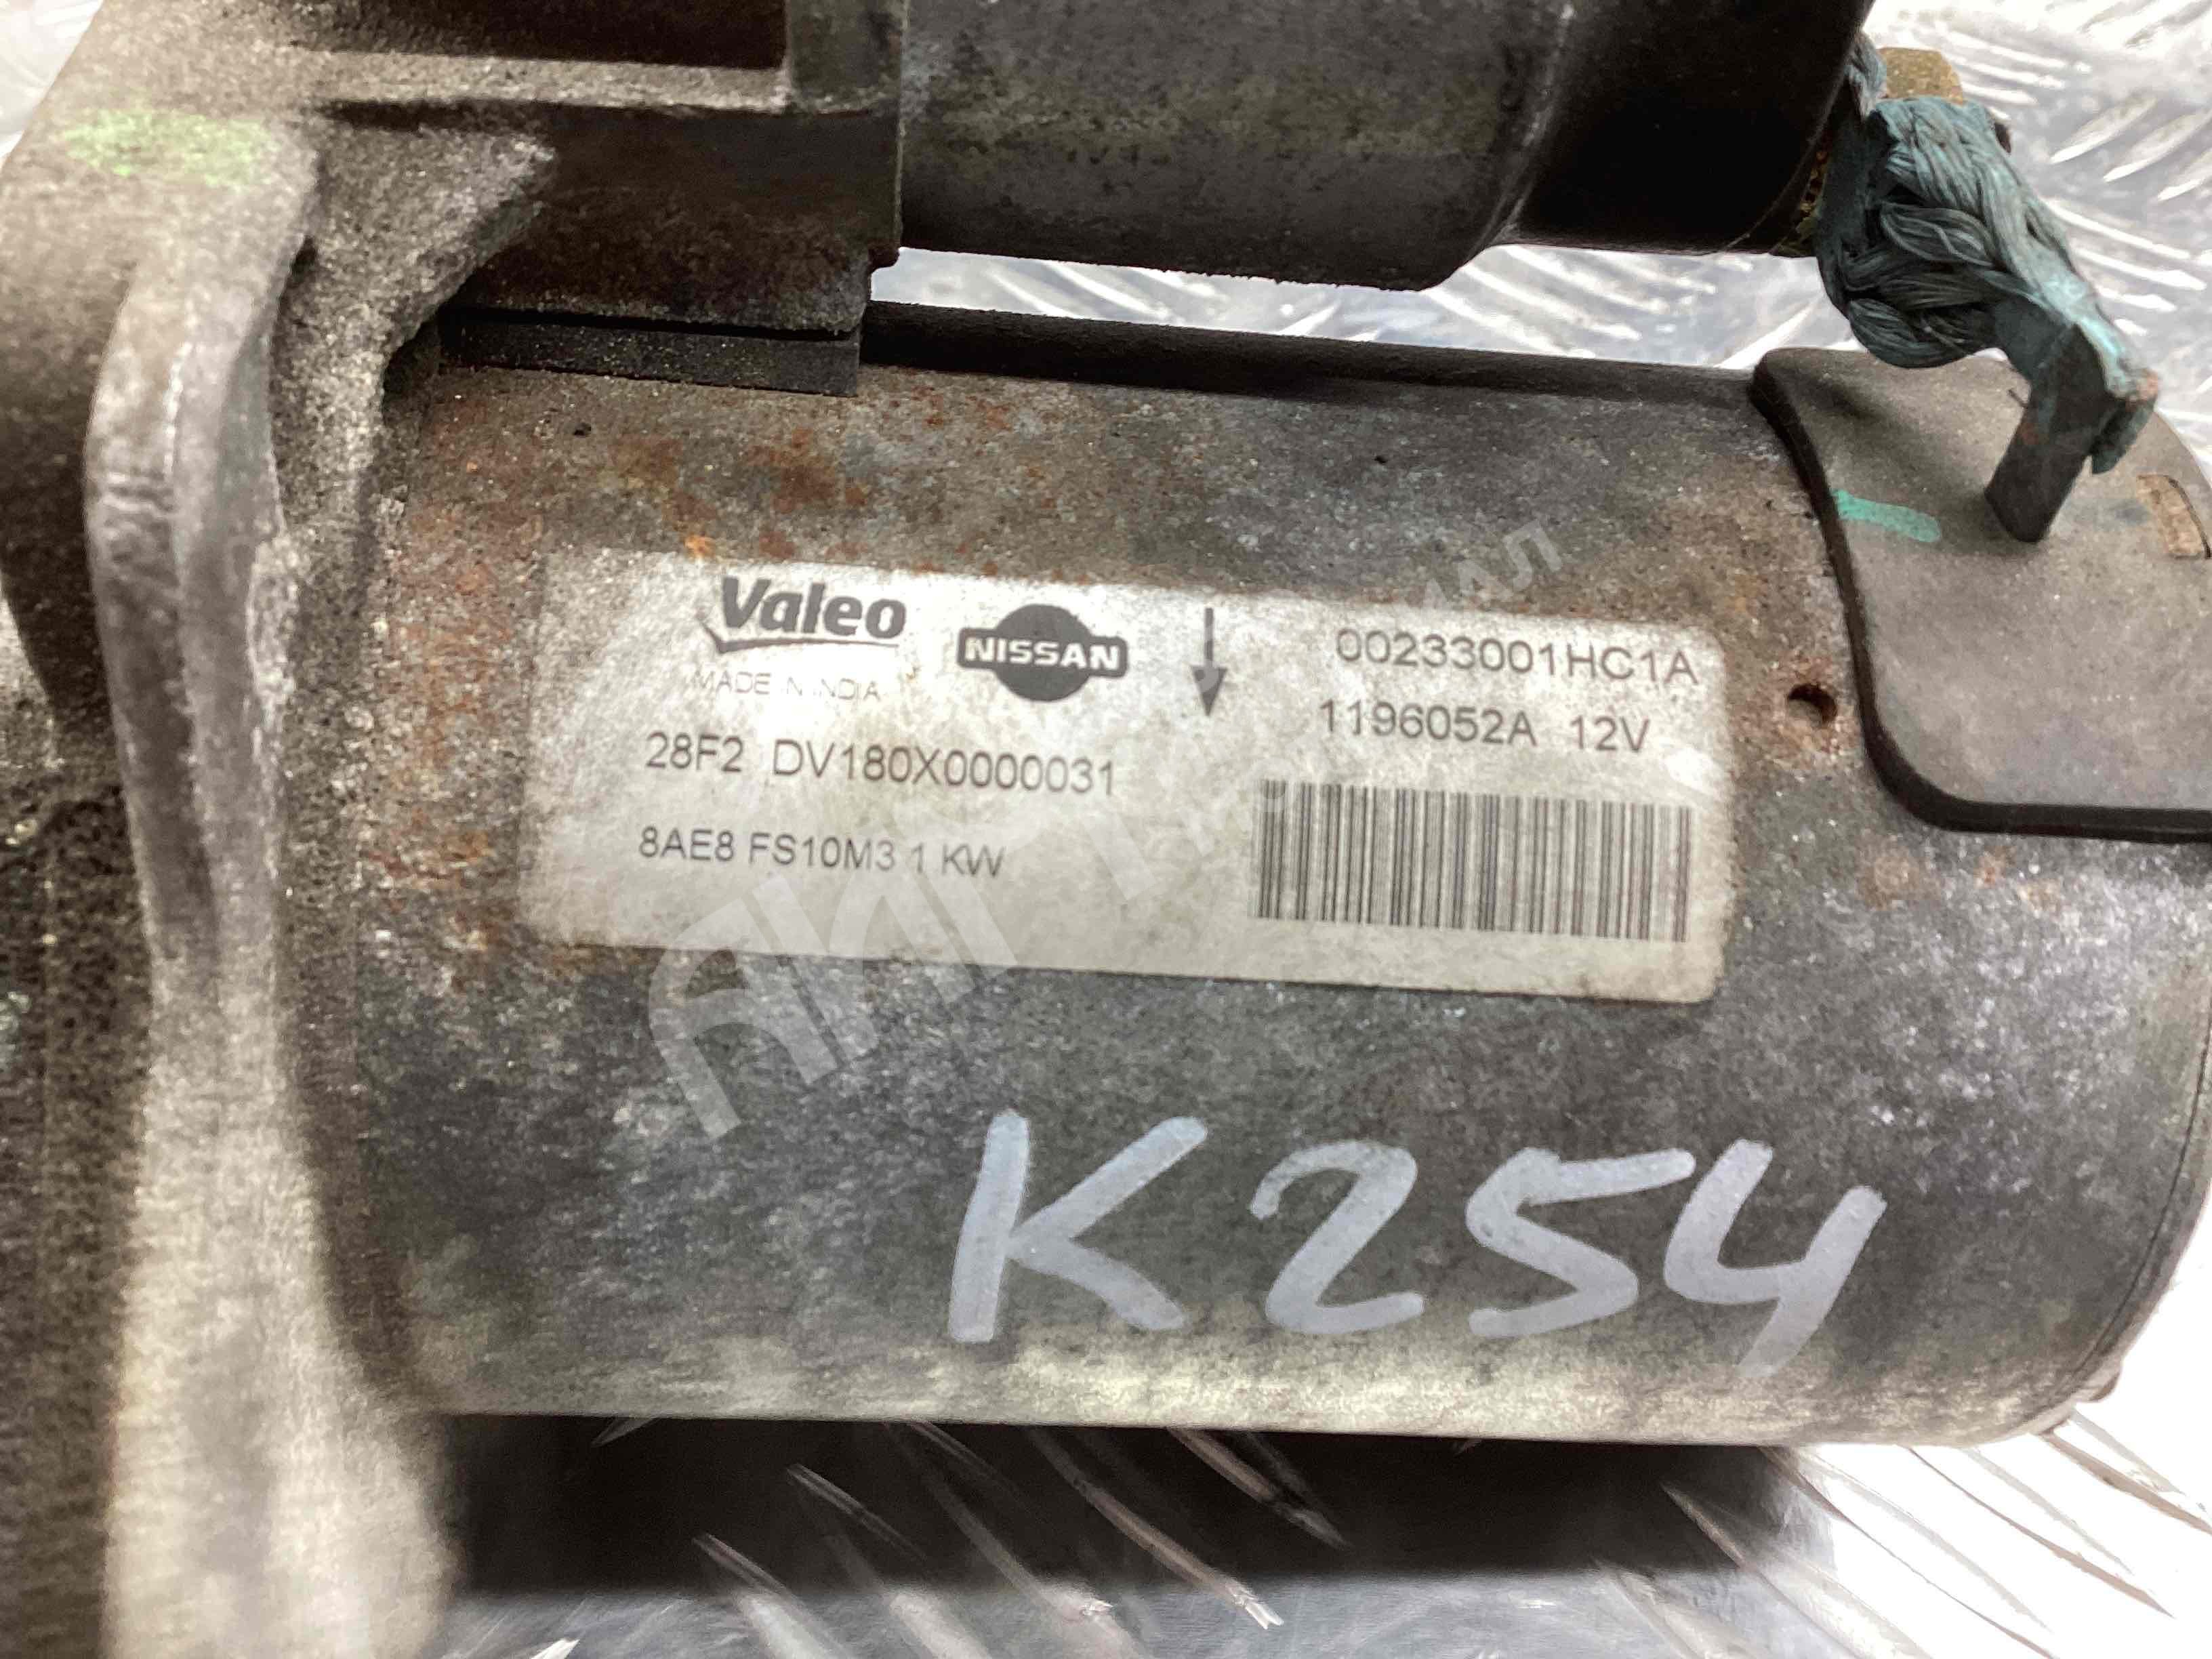 Valeo
MADE IN INDIA
NISSAN
00233001HC1A
1196052A 12V
28F2 DV180X0000031
8AE8 FS10M3 1 KW
K254